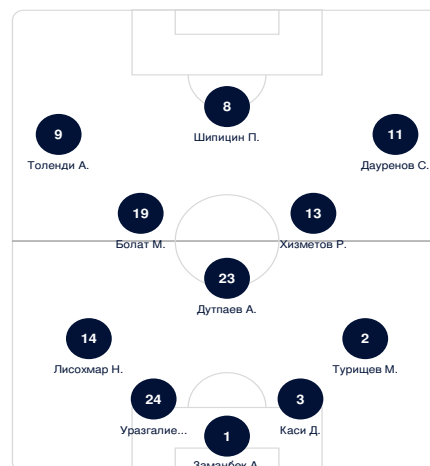 8
Шипицин П.
9
Толенди А.
11
Дауренов С.
19
Болат М.
13
Хизметов Р.
23
Дутпаев А.
14
Лисохмар Н.
2
Турищев М.
24
Уразгалие...
3
Каси Д.
1
Заманбек А